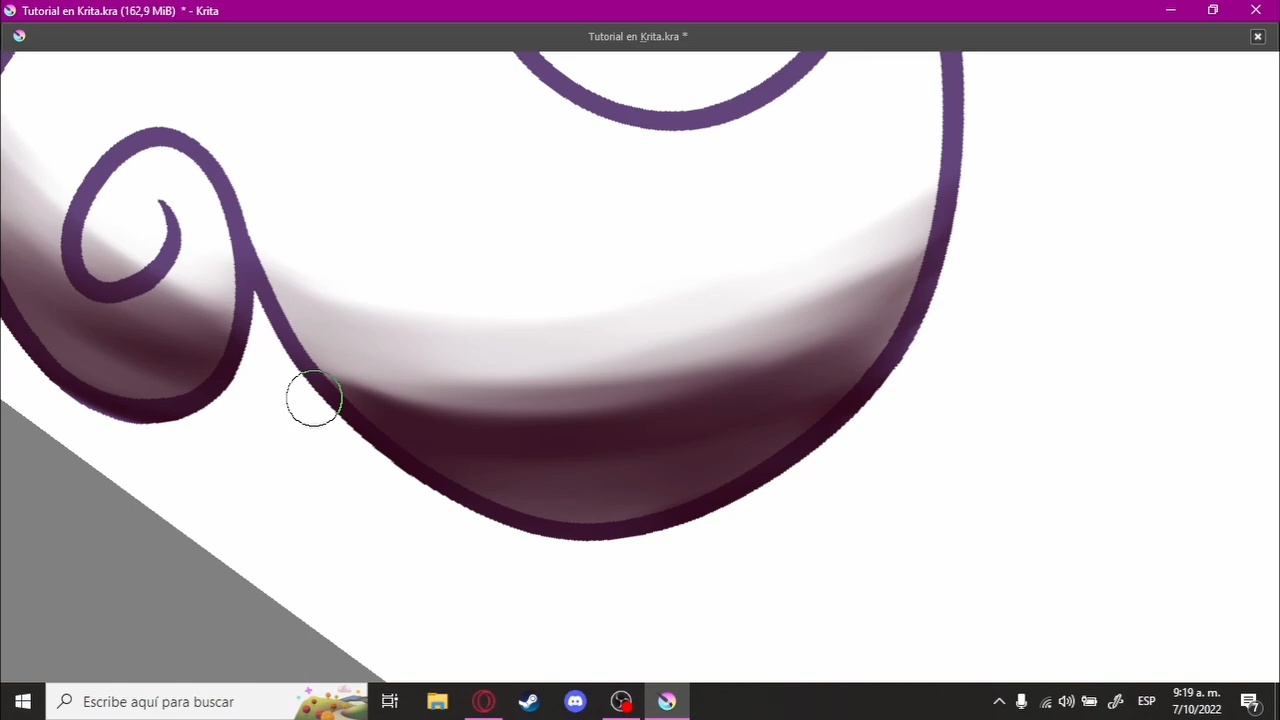 Tutorial en Krita.kra (162,9 MiB)  * - Krita
Tutorial en Krita.kra *
Escribe aquí para buscar
ESP
9:19 a. m.
7/10/2022
7